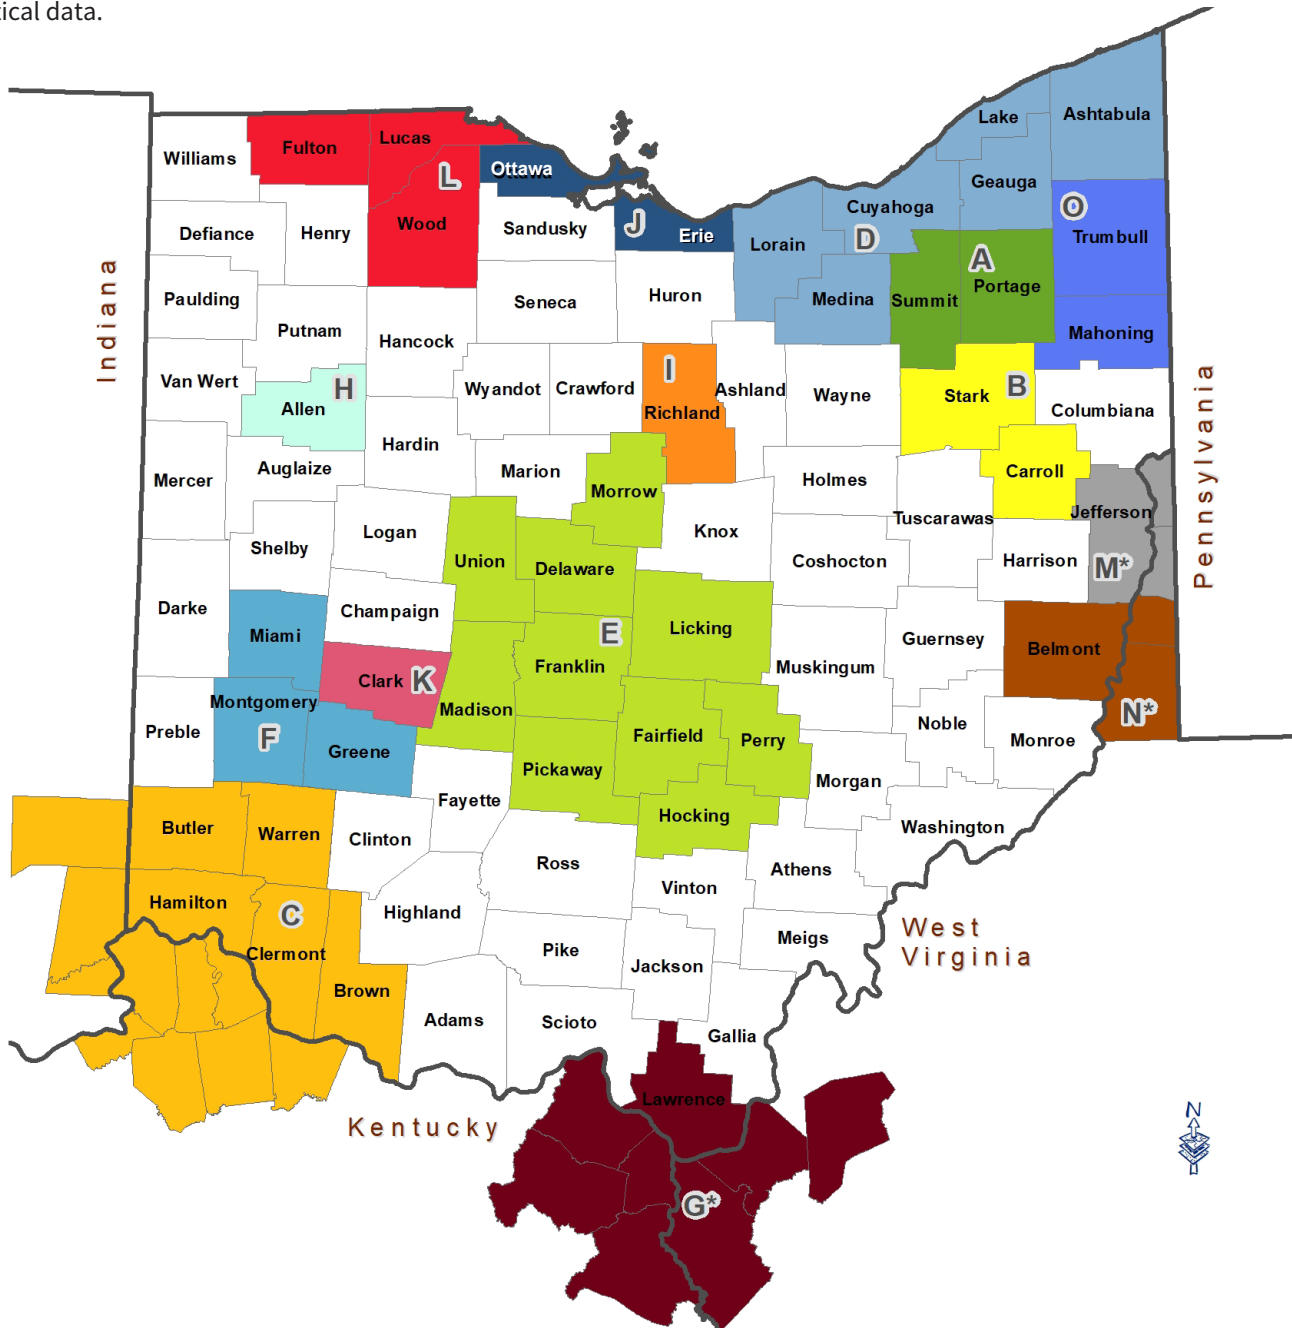 tical data.
Lake
Ashtabula
Williams
Fulton
Lucas
L
Ottawa
Geauga
O
Defiance
Henry
Wood
Sandusky
J
Erie
Lorain
Cuyahoga
D
Trumbull
A
Indiana
Paulding
Putnam
Seneca
Huron
Medina
Summit
Portage
Hancock
Mahoning
Van Wert
H
Allen
Wyandot
Crawford
I
Richland
Ashland
Wayne
Stark
B
Columbiana
Pennsylvania
Hardin
Mercer
Auglaize
Marion
Morrow
Holmes
Carroll
Jefferson
Logan
Knox
Tuscarawas
Shelby
Union
Delaware
Coshocton
Harrison
M*
Darke
Champaign
Miami
E
Licking
Guernsey
Belmont
Clark
K
Franklin
Muskingum
Montgomery
Madison
N*
Preble
F
Greene
Fairfield
Perry
Noble
Monroe
Pickaway
Morgan
Fayette
Butler
Warren
Clinton
Hocking
Washington
Ross
Athens
Hamilton
C
Highland
Vinton
Clermont
Pike
Meigs
West
Virginia
Brown
Jackson
Adams
Scioto
Gallia
Lawrence
Kentucky
N
G*